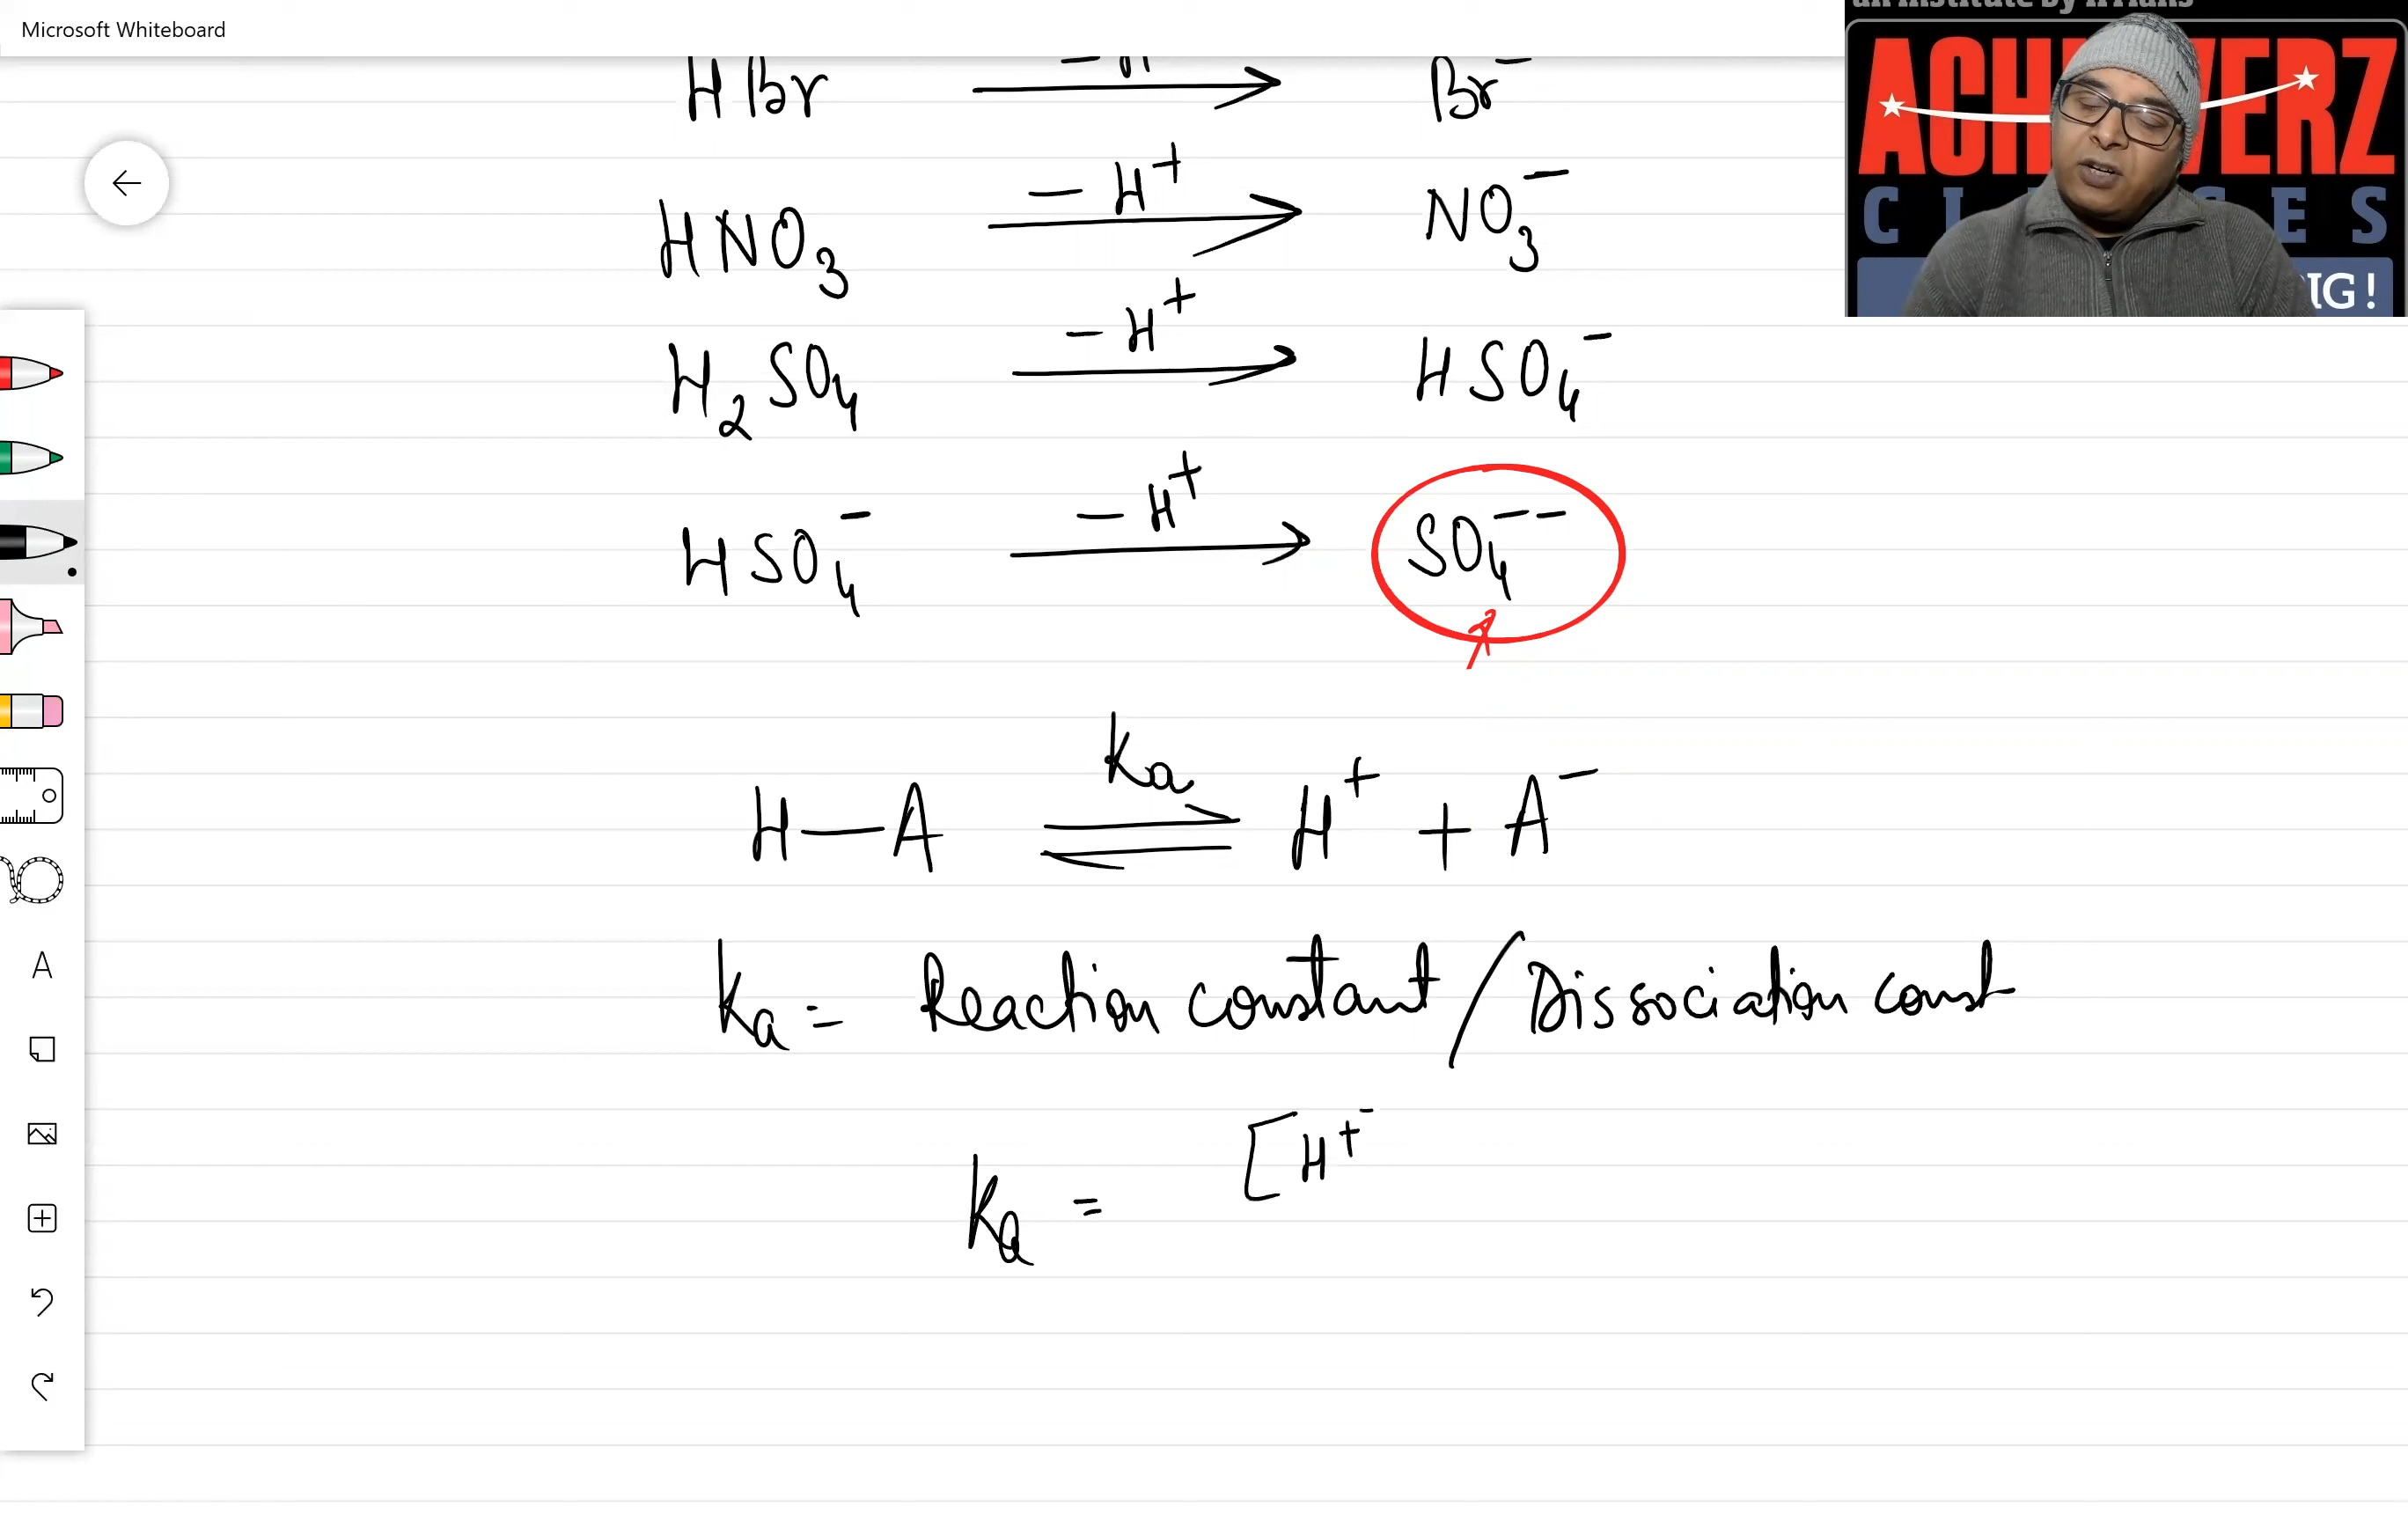 Microsoft Whiteboard
HBr ⟶ Br⁻
HNO₃ —H⁺⟶ NO₃⁻
H₂SO₄ —H⁺⟶ HSO₄⁻
HSO₄⁻ —H⁺⟶ SO₄⁻⁻
H—A ⇌ Ka H⁺ + A⁻
Ka = Reaction constant / Dissociation const
Ka = [H⁺
A